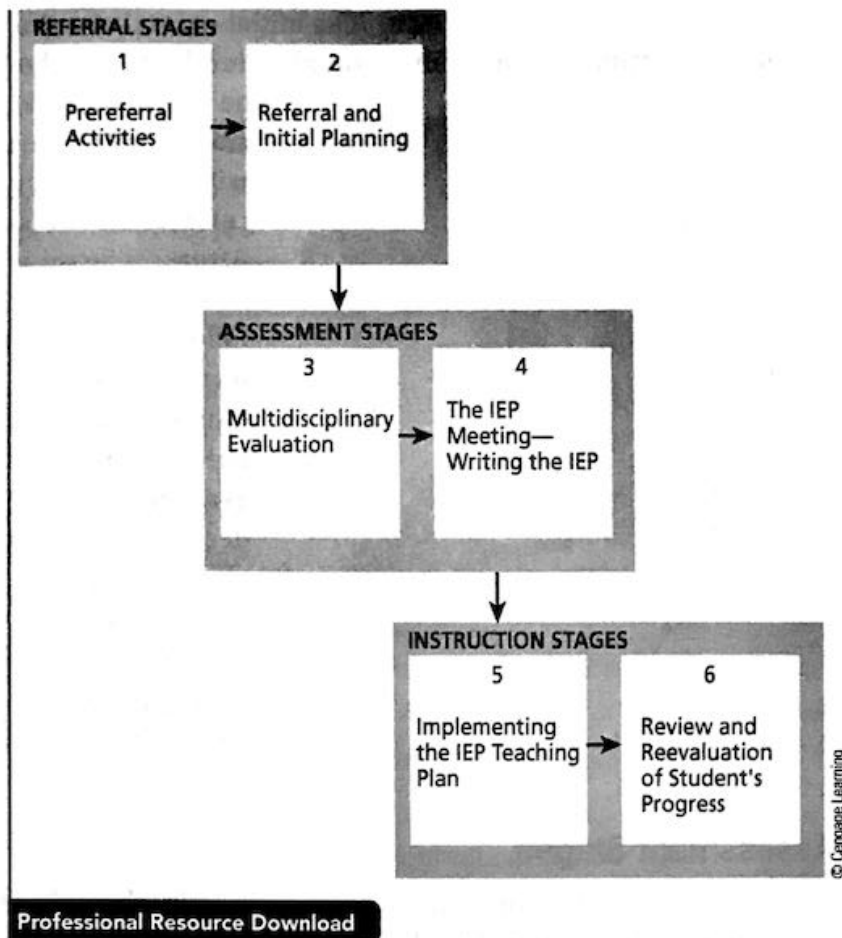 REFERRAL STAGES
1
Prereferral
Activities
2
Referral and
Initial Planning
ASSESSMENT STAGES
3
Multidisciplinary
Evaluation
4
The IEP
Meeting—
Writing the IEP
INSTRUCTION STAGES
5
Implementing
the IEP Teaching
Plan
6
Review and
Reevaluation
of Student's
Progress
© Cengage Learning
Professional Resource Download